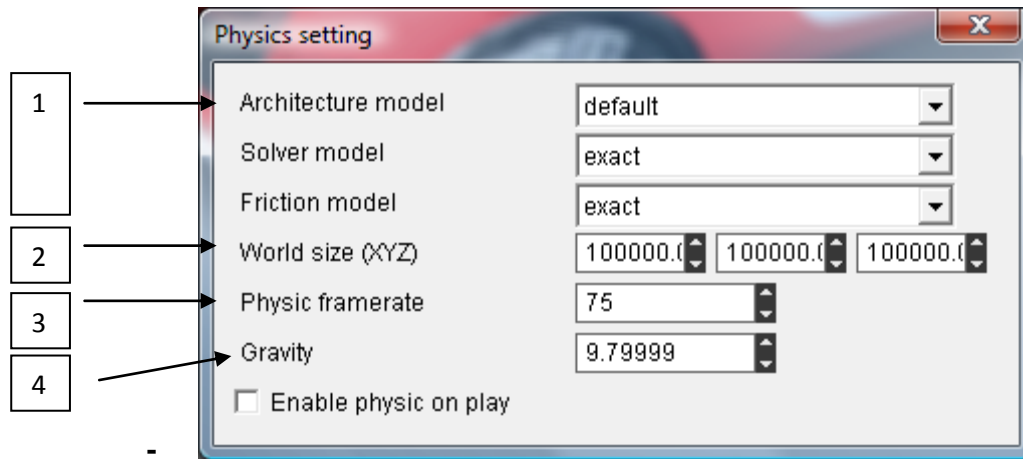 Physics setting
1 Architecture model default
Solver model exact
Friction model exact
2 World size (XYZ) 100000.( 100000.( 100000.(
3 Physic framerate 75
4 Gravity 9.79999
Enable physic on play
-